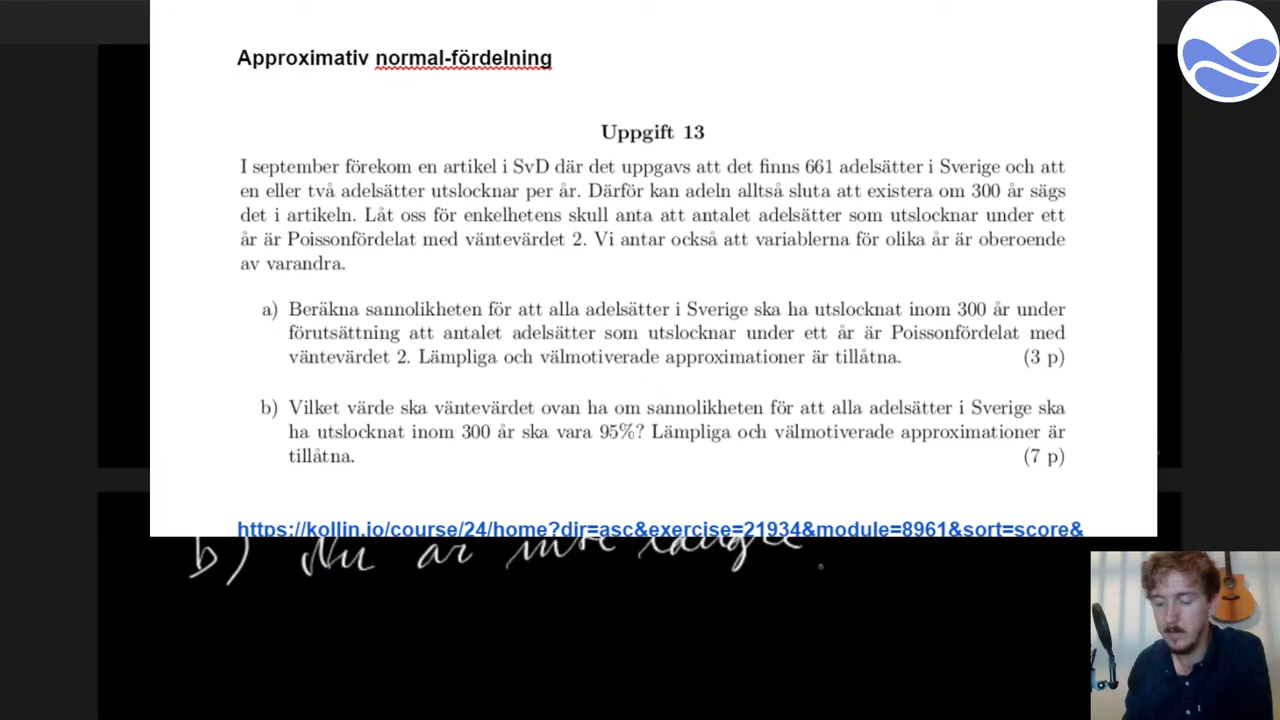 Approximativ normal-fördelning
Uppgift 13
I september förekom en artikel i SvD där det uppgavs att det finns 661 adelsätter i Sverige och att
en eller två adelsätter utslocknar per år. Därför kan adeln alltså sluta att existera om 300 år sägs
det i artikeln. Låt oss för enkelhetens skull anta att antalet adelsätter som utslocknar under ett
år är Poissonfördelat med väntevärdet 2. Vi antar också att variablerna för olika år är oberoende
av varandra.
a) Beräkna sannolikheten för att alla adelsätter i Sverige ska ha utslocknat inom 300 år under
förutsättning att antalet adelsätter som utslocknar under ett år är Poissonfördelat med
väntevärdet 2. Lämpliga och välmotiverade approximationer är tillåtna. (3 p)
b) Vilket värde ska väntevärdet ovan ha om sannolikheten för att alla adelsätter i Sverige ska
ha utslocknat inom 300 år ska vara 95%? Lämpliga och välmotiverade approximationer är
tillåtna. (7 p)
https://kollin.io/course/24/home?dir=asc&exercise=21934&module=8961&sort=score&
b) Nu är inte längre